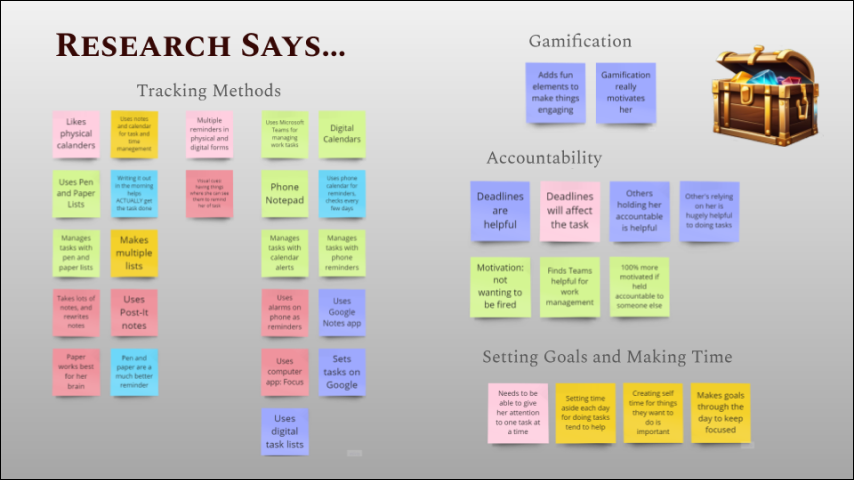 RESEARCH SAYS...
Tracking Methods
Likes
physical
calanders
Uses notes
and calendar
for task and
time
management
Multiple
reminders in
physical and
digital forms
Uses Microsoft
Teams for
managing
work tasks
Digital
Calendars
Uses Pen
and Paper
Lists
Writing it out
in the morning
helps
ACTUALLY get
the task done
having things
where she can see
them to remind
her of task
Phone
Notepad
Uses phone
calendar for
reminders,
checks every
few days
Manages
tasks with
pen and
paper lists
Makes
multiple
lists
Manages
tasks with
calendar
alerts
Manages
tasks with
phone
reminders
Takes lots of
notes, and
rewrites
notes
Uses
Post-it
notes
Uses
alarms on
phone as
reminders
Uses
Google
Notes app
Paper
works best
for her
brain
Pen and
paper are a
much better
reminder
Uses
computer
app: Focus
Sets
tasks on
Google
Uses
digital
task lists
Gamification
Adds fun
elements to
make things
engaging
Gamification
really
motivates
her
Accountability
Deadlines
are
helpful
Deadlines
will affect
the task
Others
holding her
accountable
is helpful
Other's relying
on her is
hugely helpful
to doing tasks
Motivation:
not
wanting to
be fired
Finds Teams
helpful for
work
management
100% more
motivated if
held
accountable to
someone else
Setting Goals and Making Time
Needs to be
able to give
her attention
to one task at
a time
Setting time
aside each day
for doing tasks
tend to help
Creating self
time for things
they want to
do is
important
Makes goals
through the
day to keep
focused